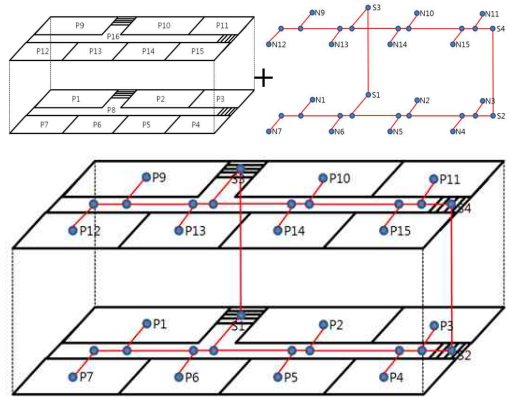 P9 P10 P11
P16
P12 P13 P14 P15
P1 P2 P3
P8
P7 P6 P5 P4
+
N9 S3 N10 N11
S4
N12 N13 N14 N15
N1 S1 N2 N3
S2
N7 N6 N5 N4
P9 S3 P10 P11
S4
P12 P13 P14 P15
P1 S1 P2 P3
S2
P7 P6 P5 P4